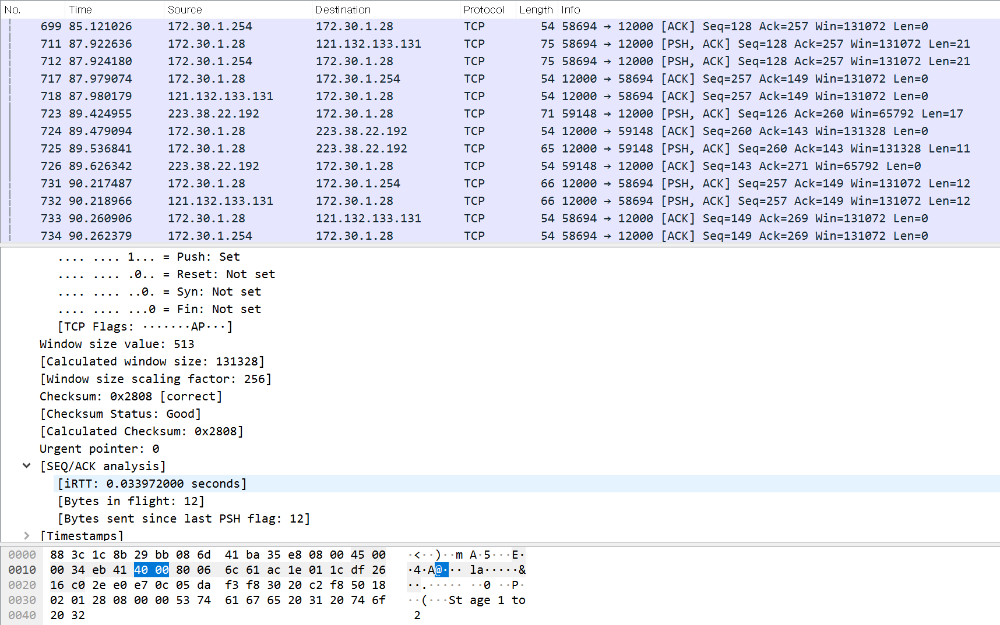 No. Time Source Destination Protocol Length Info
699 85.121026 172.30.1.254 172.30.1.28 TCP 54 58694 → 12000 [ACK] Seq=128 Ack=257 Win=131072 Len=0
711 87.922636 172.30.1.28 121.132.133.131 TCP 75 58694 → 12000 [PSH, ACK] Seq=128 Ack=257 Win=131072 Len=21
712 87.924180 172.30.1.254 172.30.1.28 TCP 75 58694 → 12000 [PSH, ACK] Seq=128 Ack=257 Win=131072 Len=21
717 87.979074 172.30.1.28 172.30.1.254 TCP 54 12000 → 58694 [ACK] Seq=257 Ack=149 Win=131072 Len=0
718 87.980179 121.132.133.131 172.30.1.28 TCP 54 12000 → 58694 [ACK] Seq=257 Ack=149 Win=131072 Len=0
723 89.424955 223.38.22.192 172.30.1.28 TCP 71 59148 → 12000 [PSH, ACK] Seq=126 Ack=260 Win=65792 Len=17
724 89.479094 172.30.1.28 223.38.22.192 TCP 54 12000 → 59148 [ACK] Seq=260 Ack=143 Win=131328 Len=0
725 89.536841 172.30.1.28 223.38.22.192 TCP 65 12000 → 59148 [PSH, ACK] Seq=260 Ack=143 Win=131328 Len=11
726 89.626342 223.38.22.192 172.30.1.28 TCP 54 59148 → 12000 [ACK] Seq=143 Ack=271 Win=65792 Len=0
731 90.217487 172.30.1.28 172.30.1.254 TCP 66 12000 → 58694 [PSH, ACK] Seq=257 Ack=149 Win=131072 Len=12
732 90.218966 121.132.133.131 172.30.1.28 TCP 66 12000 → 58694 [PSH, ACK] Seq=257 Ack=149 Win=131072 Len=12
733 90.260906 172.30.1.28 121.132.133.131 TCP 54 58694 → 12000 [ACK] Seq=149 Ack=269 Win=131072 Len=0
734 90.262379 172.30.1.254 172.30.1.28 TCP 54 58694 → 12000 [ACK] Seq=149 Ack=269 Win=131072 Len=0
.... .... 1... = Push: Set
.... .... .0.. = Reset: Not set
.... .... ..0. = Syn: Not set
.... .... ...0 = Fin: Not set
[TCP Flags: ·······AP···]
Window size value: 513
[Calculated window size: 131328]
[Window size scaling factor: 256]
Checksum: 0x2808 [correct]
[Checksum Status: Good]
[Calculated Checksum: 0x2808]
Urgent pointer: 0
[SEQ/ACK analysis]
[iRTT: 0.033972000 seconds]
[Bytes in flight: 12]
[Bytes sent since last PSH flag: 12]
[Timestamps]
0000 88 3c 1c 8b 29 bb 08 6d 41 ba 35 e8 08 00 45 00 ·<··)··m A·5···E·
0010 00 34 eb 41 40 00 80 06 6c 61 ac 1e 01 1c df 26 ·4·A@··· la·····&
0020 16 c0 2e e0 e7 0c 05 da f3 f8 30 20 c2 f8 50 18 ··.····· ··0 ··P·
0030 02 01 28 08 00 00 53 74 61 67 65 20 31 20 74 6f ··(···St age 1 to
0040 20 32 2